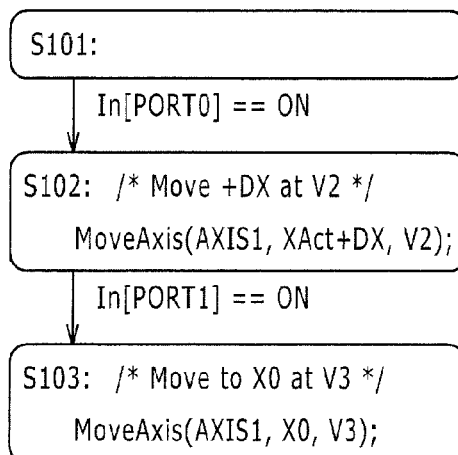 S101:
In[PORT0] == ON
S102: /* Move +DX at V2 */
MoveAxis(AXIS1, XAct+DX, V2);
In[PORT1] == ON
S103: /* Move to X0 at V3 */
MoveAxis(AXIS1, X0, V3);